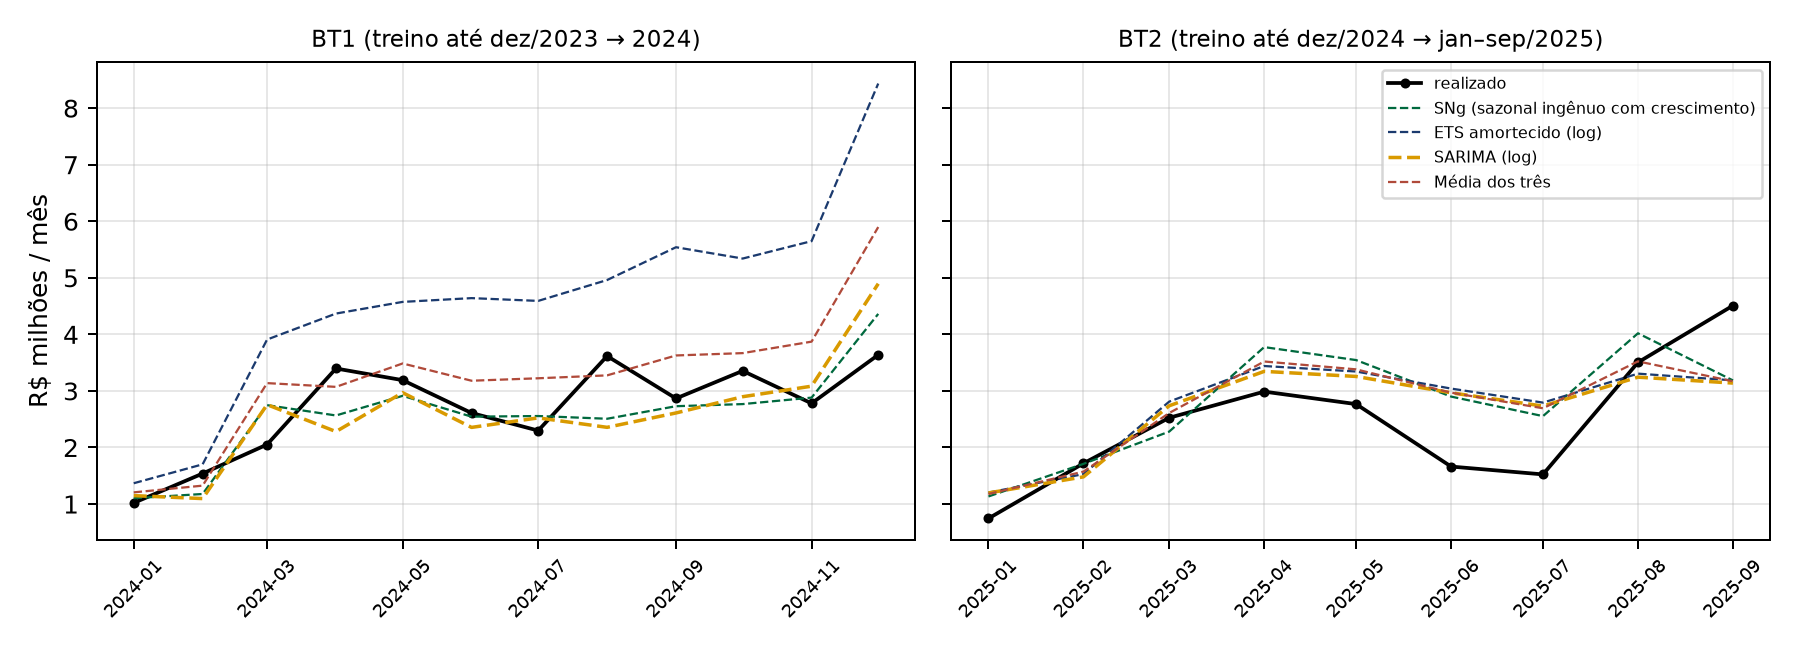 BT1 (treino até dez/2023 → 2024)
BT2 (treino até dez/2024 → jan–sep/2025)
R$ milhões / mês
8
7
6
5
4
3
2
1
realizado
SNg (sazonal ingênuo com crescimento)
ETS amortecido (log)
SARIMA (log)
Média dos três
2024-01
2024-03
2024-05
2024-07
2024-09
2024-11
2025-01
2025-02
2025-03
2025-04
2025-05
2025-06
2025-07
2025-08
2025-09